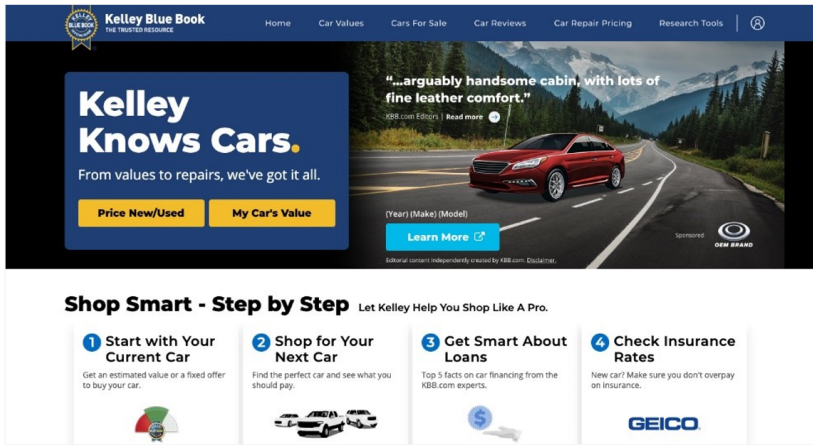 Kelley Blue Book
THE TRUSTED RESOURCE
Home Car Values Cars For Sale Car Reviews Car Repair Pricing Research Tools
KELLEY
BLUE BOOK
Kelley
Knows Cars.
From values to repairs, we've got it all.
Price New/Used My Car's Value
“...arguably handsome cabin, with lots of
fine leather comfort.”
KBB.com Editors | Read more
(Year) (Make) (Model)
Learn More
Editorial content independently created by KBB.com. Disclaimer.
Sponsored
OEM BRAND
Shop Smart - Step by Step Let Kelley Help You Shop Like A Pro.
1 Start with Your
Current Car
Get an estimated value or a fixed offer
to buy your car.
2 Shop for Your
Next Car
Find the perfect car and see what you
should pay.
3 Get Smart About
Loans
Top 5 facts on car financing from the
KBB.com experts.
$
4 Check Insurance
Rates
New car? Make sure you don't overpay
on insurance.
GEICO